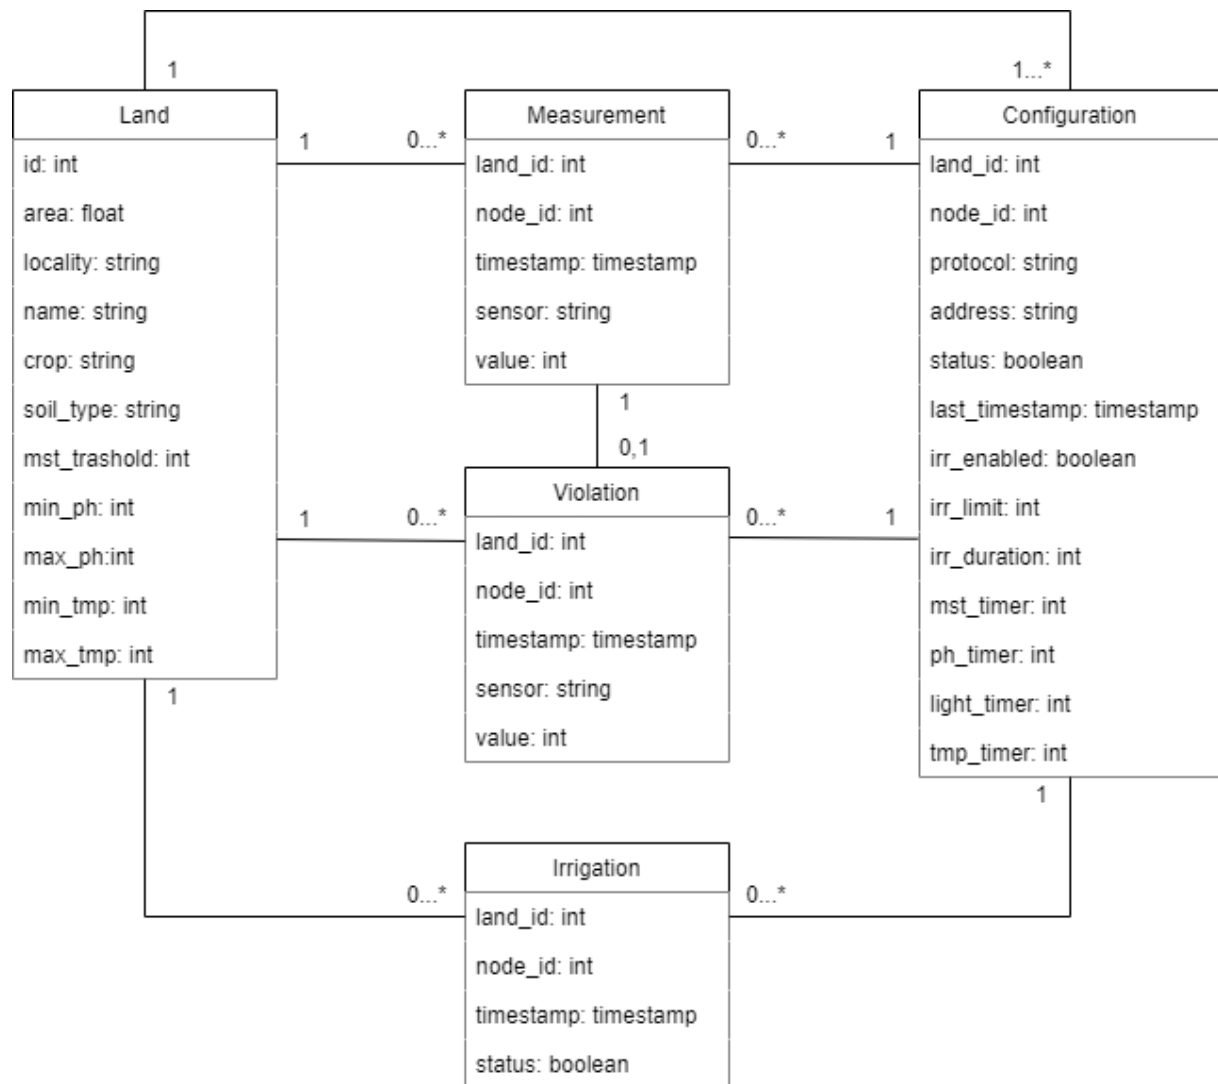 1
1...*
Land
id: int
area: float
locality: string
name: string
crop: string
soil_type: string
mst_trashold: int
min_ph: int
max_ph:int
min_tmp: int
max_tmp: int
1
0...*
Measurement
land_id: int
node_id: int
timestamp: timestamp
sensor: string
value: int
0...*
1
Configuration
land_id: int
node_id: int
protocol: string
address: string
status: boolean
last_timestamp: timestamp
irr_enabled: boolean
irr_limit: int
irr_duration: int
mst_timer: int
ph_timer: int
light_timer: int
tmp_timer: int
1
0,1
1
0...*
Violation
land_id: int
node_id: int
timestamp: timestamp
sensor: string
value: int
0...*
1
1
1
0...*
Irrigation
land_id: int
node_id: int
timestamp: timestamp
status: boolean
0...*